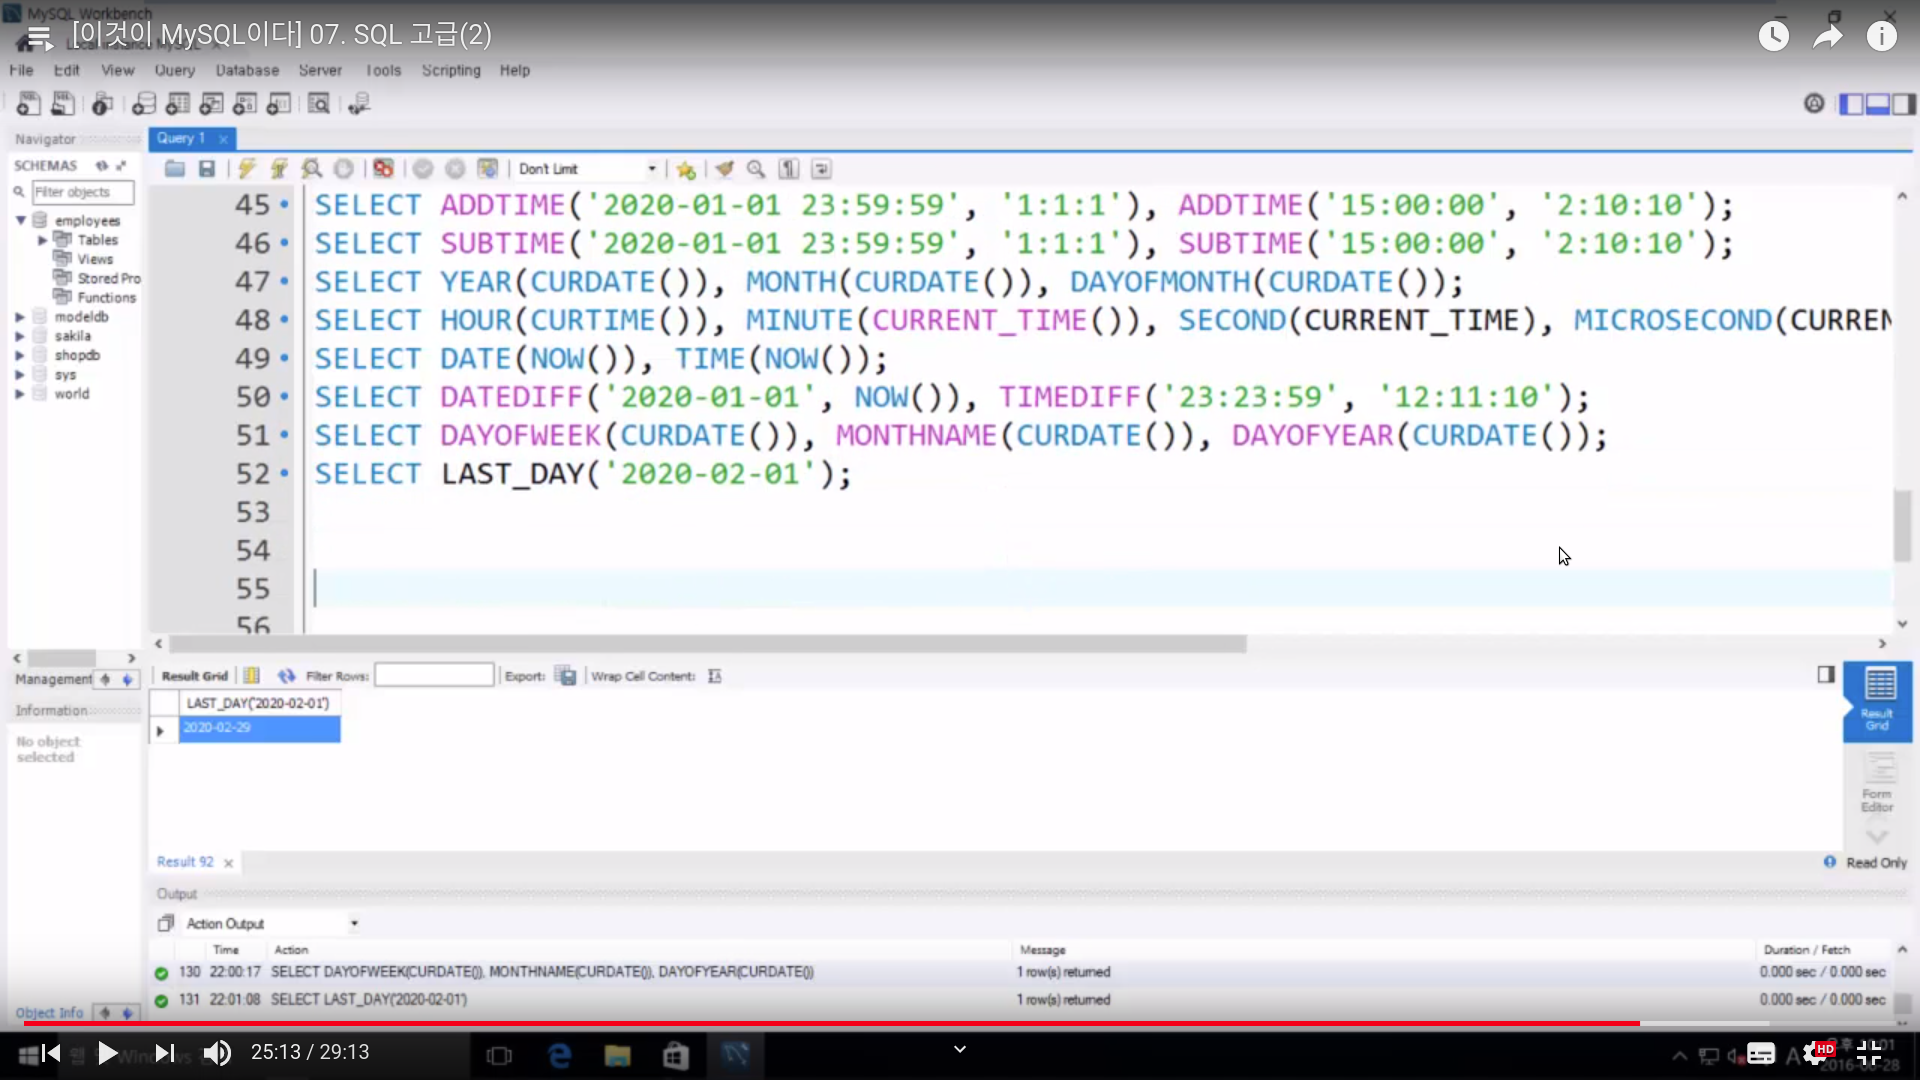 MySQL Workbench
[이것이 MySQL이다] 07. SQL 고급(2)
File Edit View Query Database Server Tools Scripting Help
Navigator
Query 1
SCHEMAS
Don't Limit
Filter objects
employees
Tables
Views
Stored Pro
Functions
modeldb
sakila
shopdb
sys
world
45 SELECT ADDTIME('2020-01-01 23:59:59', '1:1:1'), ADDTIME('15:00:00', '2:10:10');
46 SELECT SUBTIME('2020-01-01 23:59:59', '1:1:1'), SUBTIME('15:00:00', '2:10:10');
47 SELECT YEAR(CURDATE()), MONTH(CURDATE()), DAYOFMONTH(CURDATE());
48 SELECT HOUR(CURTIME()), MINUTE(CURRENT_TIME()), SECOND(CURRENT_TIME), MICROSECOND(CURREN
49 SELECT DATE(NOW()), TIME(NOW());
50 SELECT DATEDIFF('2020-01-01', NOW()), TIMEDIFF('23:23:59', '12:11:10');
51 SELECT DAYOFWEEK(CURDATE()), MONTHNAME(CURDATE()), DAYOFYEAR(CURDATE());
52 SELECT LAST_DAY('2020-02-01');
53
54
55
56
Management
Information
No object
selected
Result Grid Filter Rows: Export: Wrap Cell Content:
LAST_DAY('2020-02-01')
2020-02-29
Result
Grid
Form
Editor
Result 92
Read Only
Output
Action Output
Time Action Message Duration / Fetch
130 22:00:17 SELECT DAYOFWEEK(CURDATE()), MONTHNAME(CURDATE()), DAYOFYEAR(CURDATE()) 1 row(s) returned 0.000 sec / 0.000 sec
131 22:01:08 SELECT LAST_DAY('2020-02-01') 1 row(s) returned 0.000 sec / 0.000 sec
Object Info
25:13 / 29:13
HD